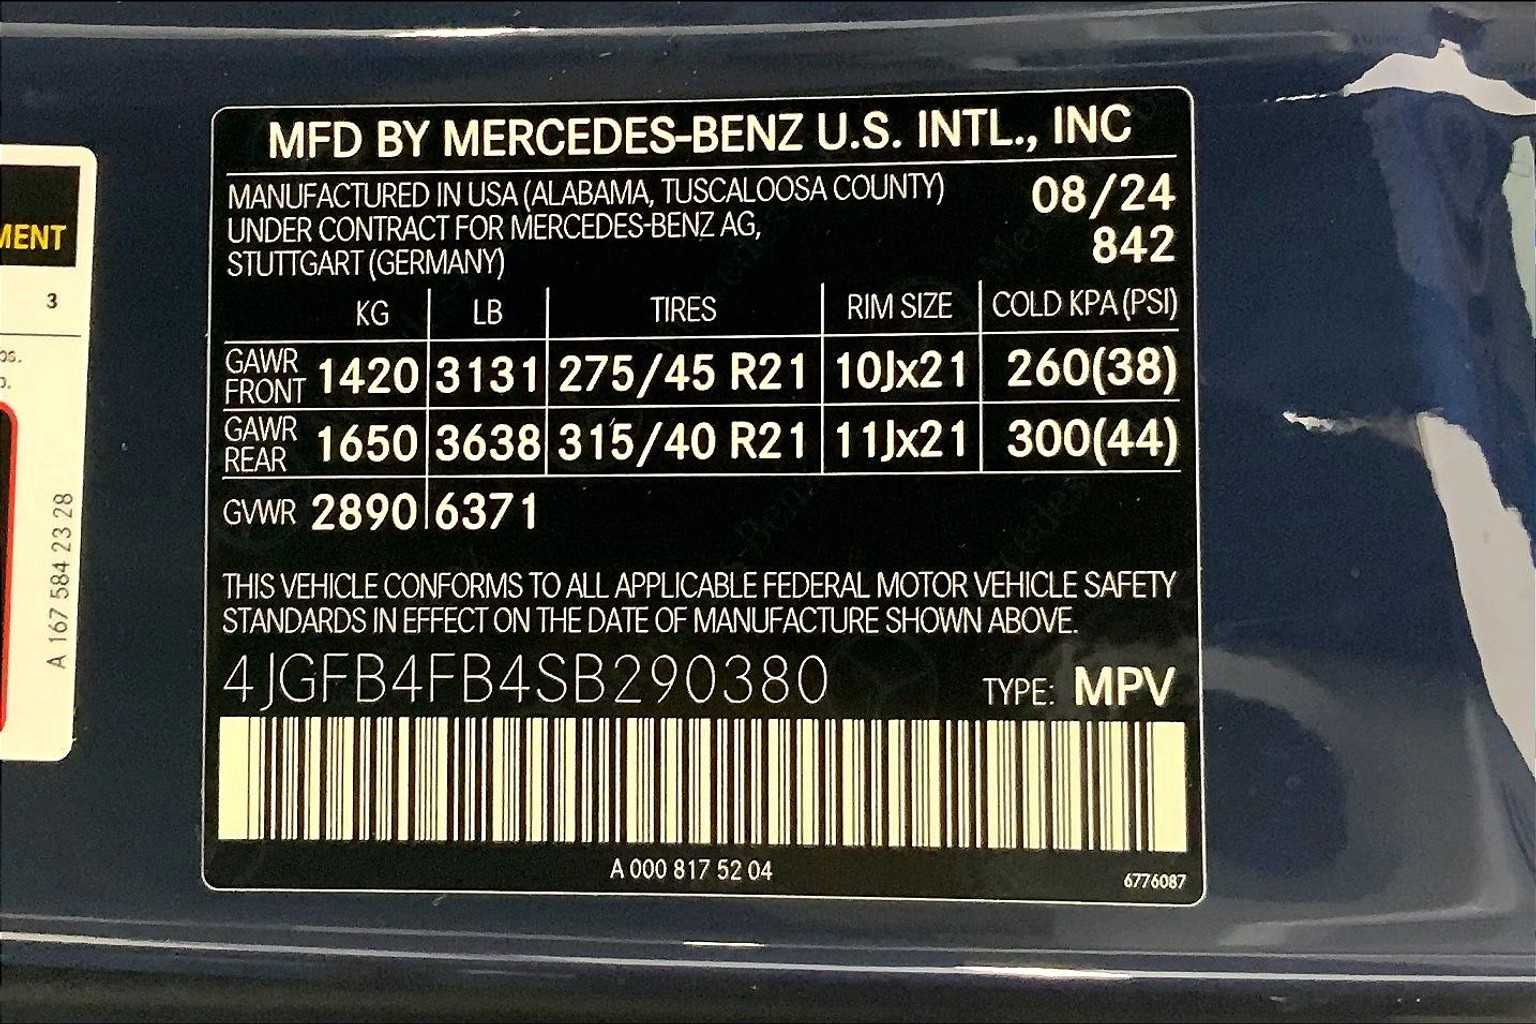 MFD BY MERCEDES-BENZ U.S. INTL., INC
MANUFACTURED IN USA (ALABAMA, TUSCALOOSA COUNTY)
UNDER CONTRACT FOR MERCEDES-BENZ AG,
STUTTGART (GERMANY)
08/24
842
KG LB TIRES RIM SIZE COLD KPA (PSI)
GAWR FRONT 1420 3131 275/45 R21 10Jx21 260(38)
GAWR REAR 1650 3638 315/40 R21 11Jx21 300(44)
GVWR 2890 6371
THIS VEHICLE CONFORMS TO ALL APPLICABLE FEDERAL MOTOR VEHICLE SAFETY
STANDARDS IN EFFECT ON THE DATE OF MANUFACTURE SHOWN ABOVE.
4JGFB4FB4SB290380 TYPE: MPV
A 000 817 52 04
6776087
MENT
3
A 167 584 23 28